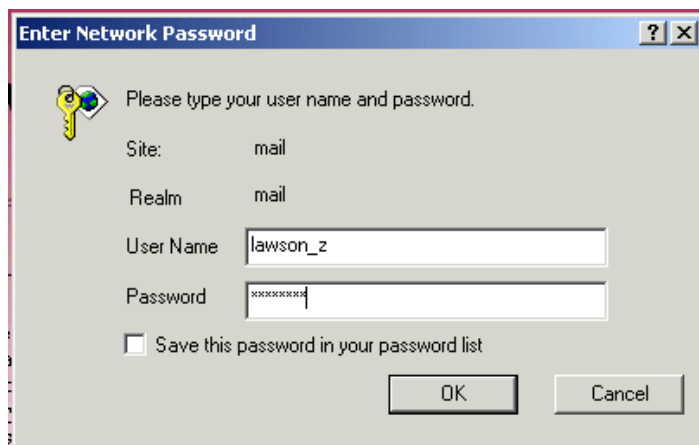 Enter Network Password
Please type your user name and password.
Site: mail
Realm mail
User Name lawson_z
Password ********
Save this password in your password list
OK Cancel